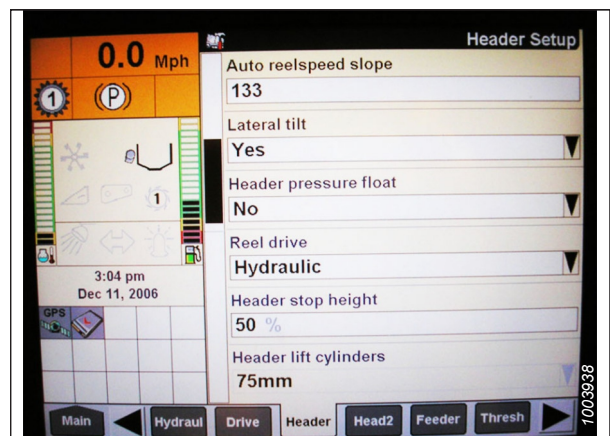 0.0 Mph
Header Setup
Auto reelspeed slope
133
1
(P)
Lateral tilt
Yes
Header pressure float
No
1
Reel drive
Hydraulic
3:04 pm
Dec 11, 2006
Header stop height
50 %
GPS
Header lift cylinders
75mm
Main
Hydraul
Drive
Header
Head2
Feeder
Thresh
1003938